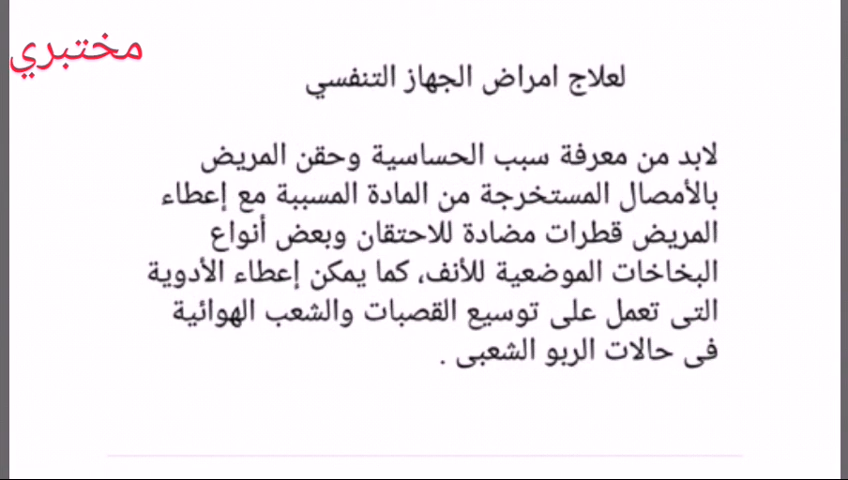 مختبري
لعلاج امراض الجهاز التنفسي
لابد من معرفة سبب الحساسية وحقن المريض
بالأمصال المستخرجة من المادة المسببة مع إعطاء
المريض قطرات مضادة للاحتقان وبعض أنواع
البخاخات الموضعية للأنف، كما يمكن إعطاء الأدوية
التى تعمل على توسيع القصبات والشعب الهوائية
فى حالات الربو الشعبى .